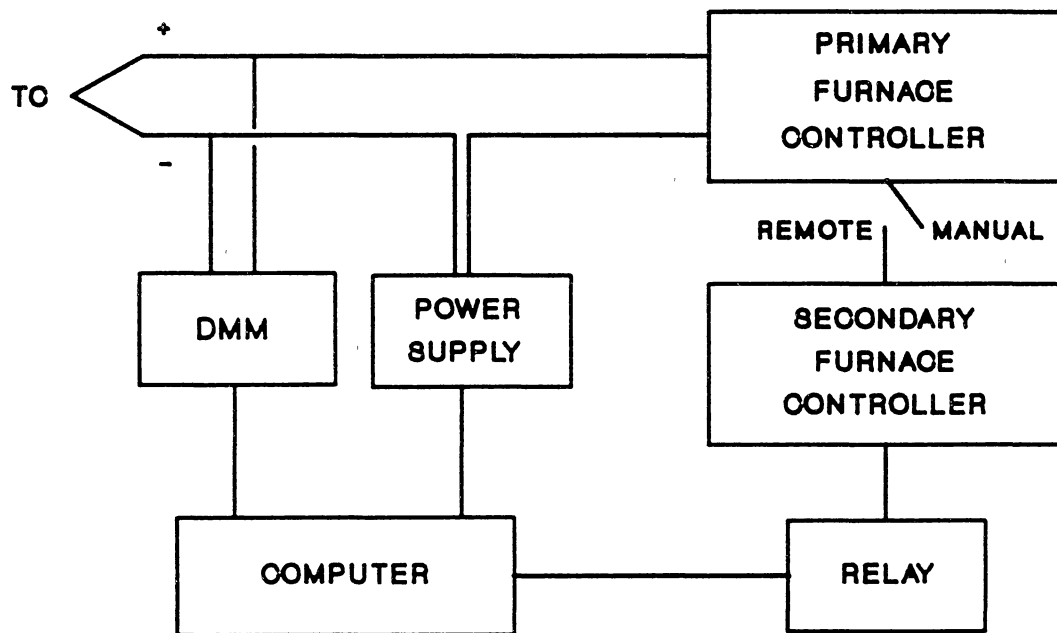 +
TC
-
PRIMARY
FURNACE
CONTROLLER
REMOTE MANUAL
DMM
POWER
SUPPLY
SECONDARY
FURNACE
CONTROLLER
COMPUTER
RELAY